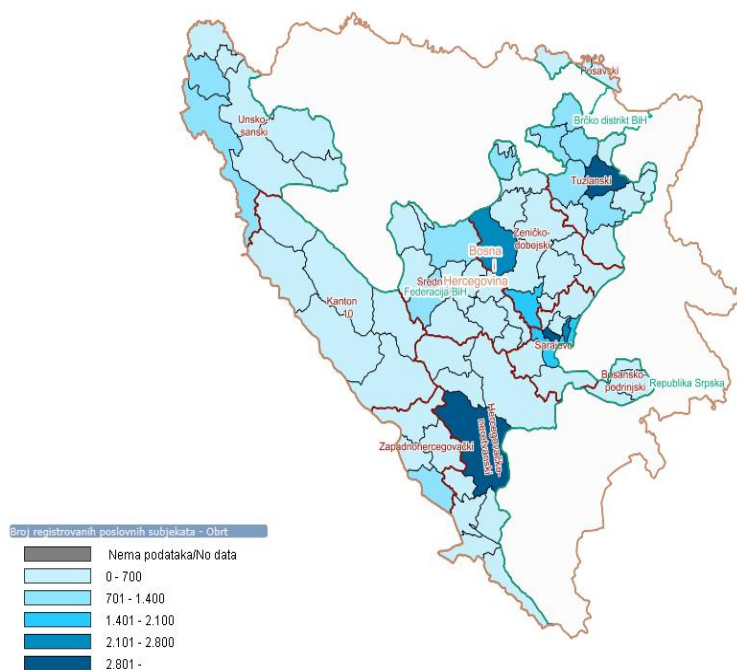 Posavski
Unsko-
sanski
Brčko distrikt BiH
Tuzlanski
Zeničko-
dobojski
Bosna
i
Hercegovina
Sredn
Federacija BiH
Kanton
10
Sarajevo
Bosansko-
podrinjski
Republika Srpska
Hercegovačko-
neretvanski
Zapadnohercegovački
Broj registrovanih poslovnih subjekata - Obrt
Nema podataka/No data
0 - 700
701 - 1.400
1.401 - 2.100
2.101 - 2.800
2.801 -